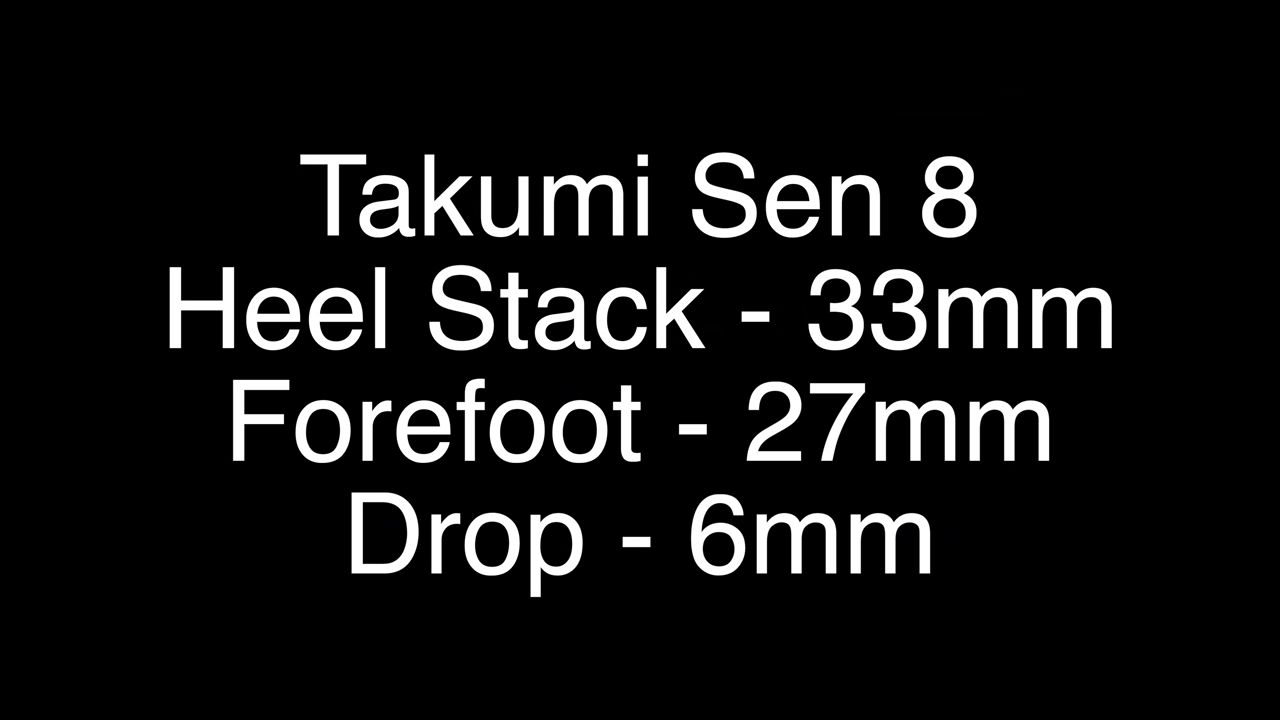 Takumi Sen 8
Heel Stack - 33mm
Forefoot - 27mm
Drop - 6mm